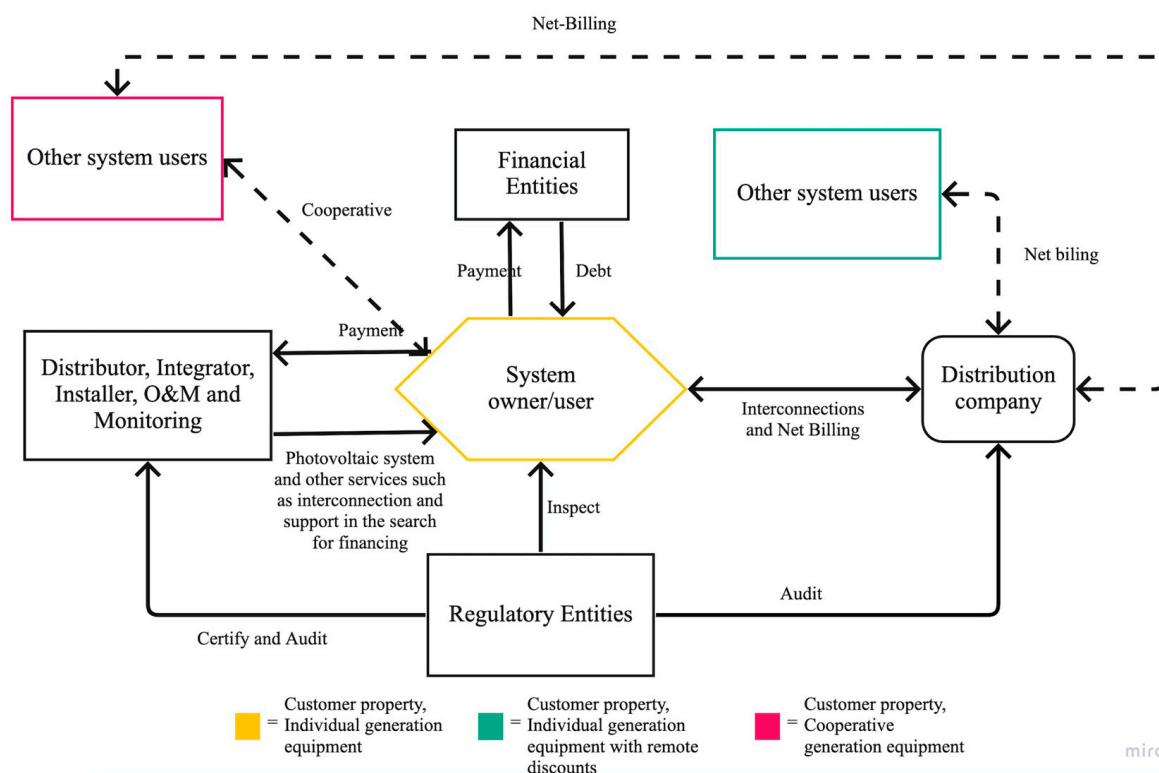 Net-Billing
Other system users
Financial
Entities
Other system users
Cooperative
Net biling
Payment
Debt
Payment
Distributor, Integrator,
Installer, O&M and
Monitoring
System
owner/user
Distribution
company
Interconnections
and Net Billing
Photovoltaic system
and other services such
as interconnection and
support in the search
for financing
Inspect
Regulatory Entities
Audit
Certify and Audit
= Customer property,
Individual generation
equipment
= Customer property,
Individual generation
equipment with remote
discounts
= Customer property,
Cooperative
generation equipment